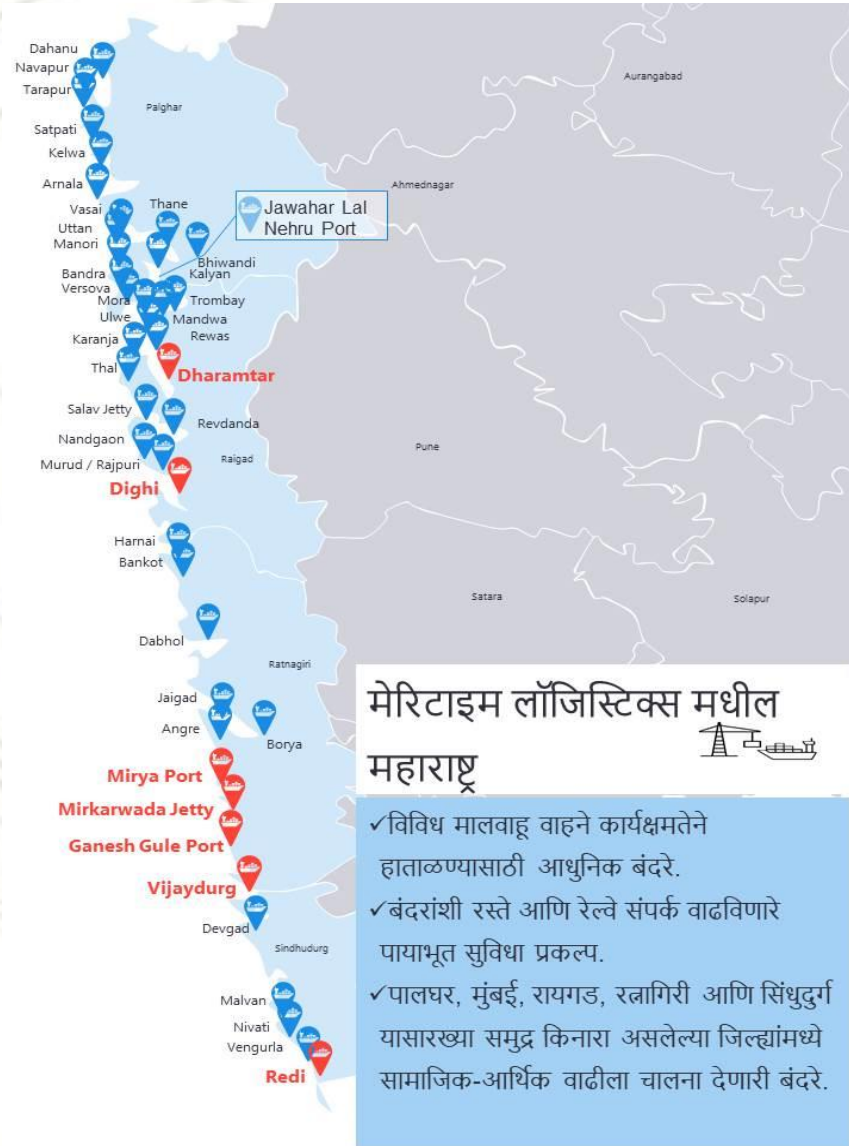 Dahanu
Navapur
Tarapur
Palghar
Aurangabad
Satpati
Kelwa
Arnala
Ahmednagar
Vasai
Thane
Jawahar Lal
Nehru Port
Uttan
Manori
Bhiwandi
Bandra
Kalyan
Versova
Mora
Trombay
Ulwe
Mandwa
Karanja
Rewas
Thal
Dharamtar
Salav Jetty
Revdanda
Nandgaon
Pune
Murud / Rajpuri
Raigad
Dighi
Harnai
Bankot
Satara
Solapur
Dabhol
Ratnagiri
Jaigad
Angre
Borya
Mirya Port
Mirkarwada Jetty
Ganesh Gule Port
Vijaydurg
Devgad
Sindhudurg
Malvan
Nivati
Vengurla
Redi
मेरिटाइम लॉजिस्टिक्स मधील
महाराष्ट्र
✓विविध मालवाहू वाहने कार्यक्षमतेने
हाताळण्यासाठी आधुनिक बंदरे.
✓बंदरांशी रस्ते आणि रेल्वे संपर्क वाढविणारे
पायाभूत सुविधा प्रकल्प.
✓पालघर, मुंबई, रायगड, रत्नागिरी आणि सिंधुदुर्ग
यासारख्या समुद्र किनारा असलेल्या जिल्ह्यांमध्ये
सामाजिक-आर्थिक वाढीला चालना देणारी बंदरे.